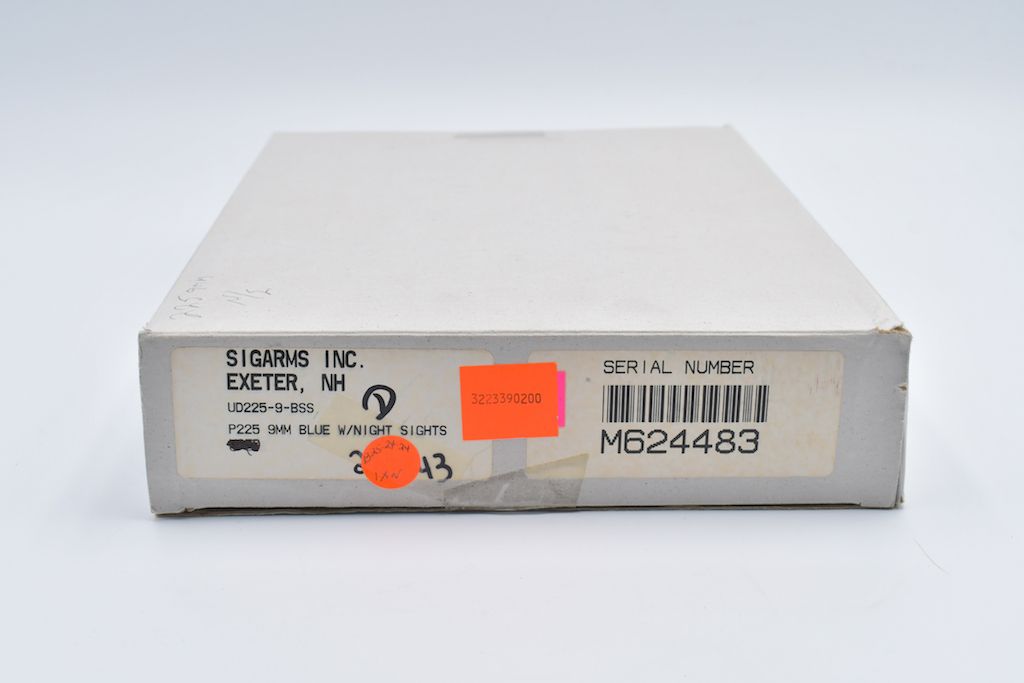 SIGARMS INC.
EXETER, NH
UD225-9-BSS
P225 9MM BLUE W/NIGHT SIGHTS
3223390200
SERIAL NUMBER
M624483